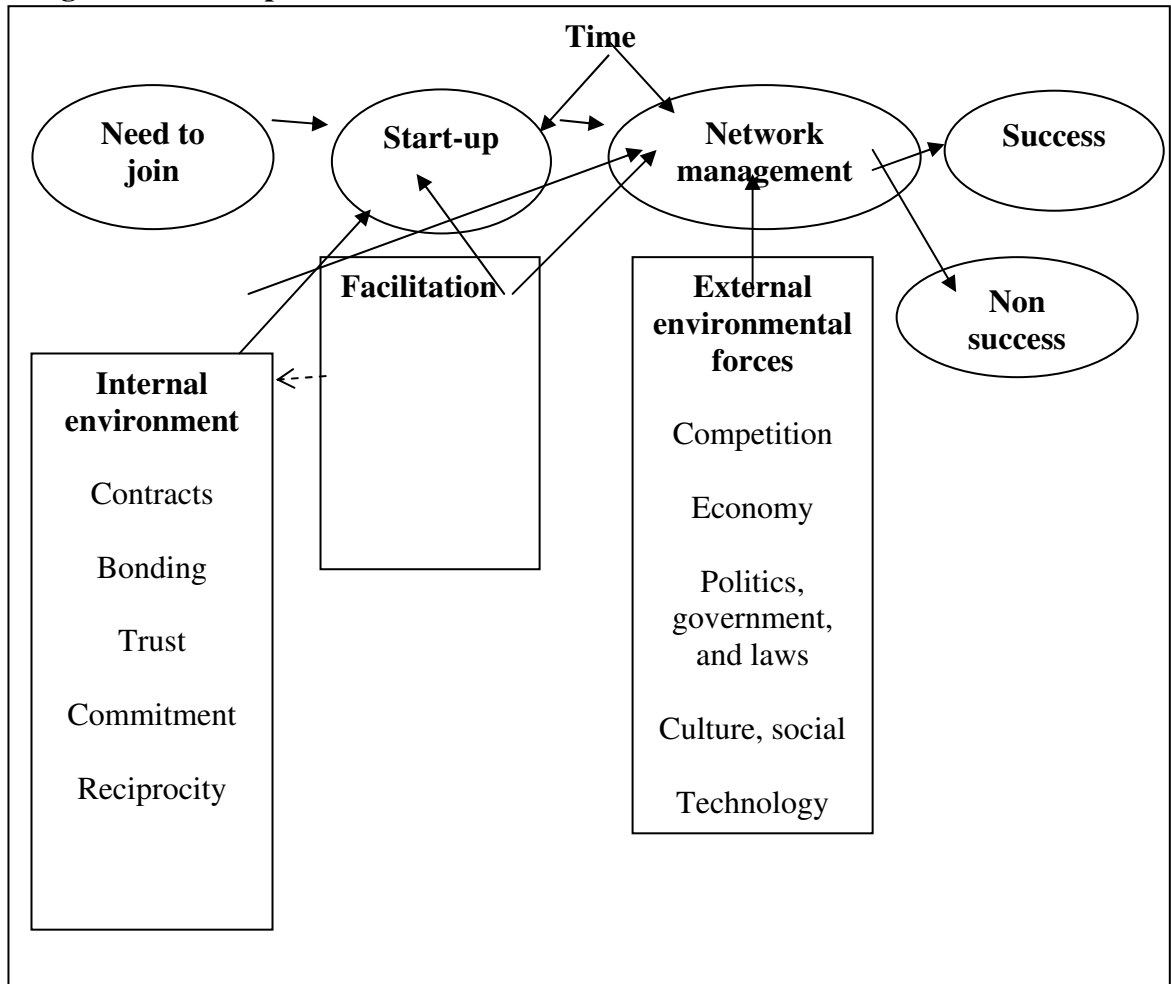 Time
Need to
join
Start-up
Network
management
Success
Facilitation
External
environmental
forces
Non
success
Internal
environment
Contracts
Bonding
Trust
Commitment
Reciprocity
Competition
Economy
Politics,
government,
and laws
Culture, social
Technology